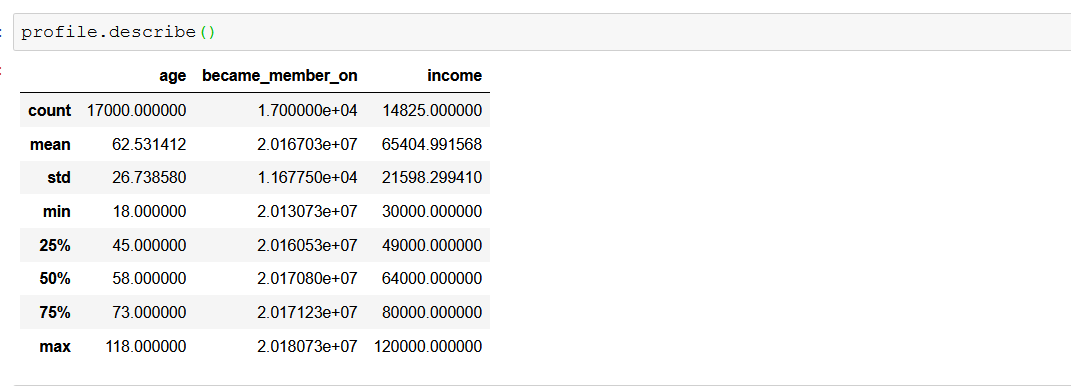 profile.describe()
age became_member_on income
count 17000.000000 1.700000e+04 14825.000000
mean 62.531412 2.016703e+07 65404.991568
std 26.738580 1.167750e+04 21598.299410
min 18.000000 2.013073e+07 30000.000000
25% 45.000000 2.016053e+07 49000.000000
50% 58.000000 2.017080e+07 64000.000000
75% 73.000000 2.017123e+07 80000.000000
max 118.000000 2.018073e+07 120000.000000